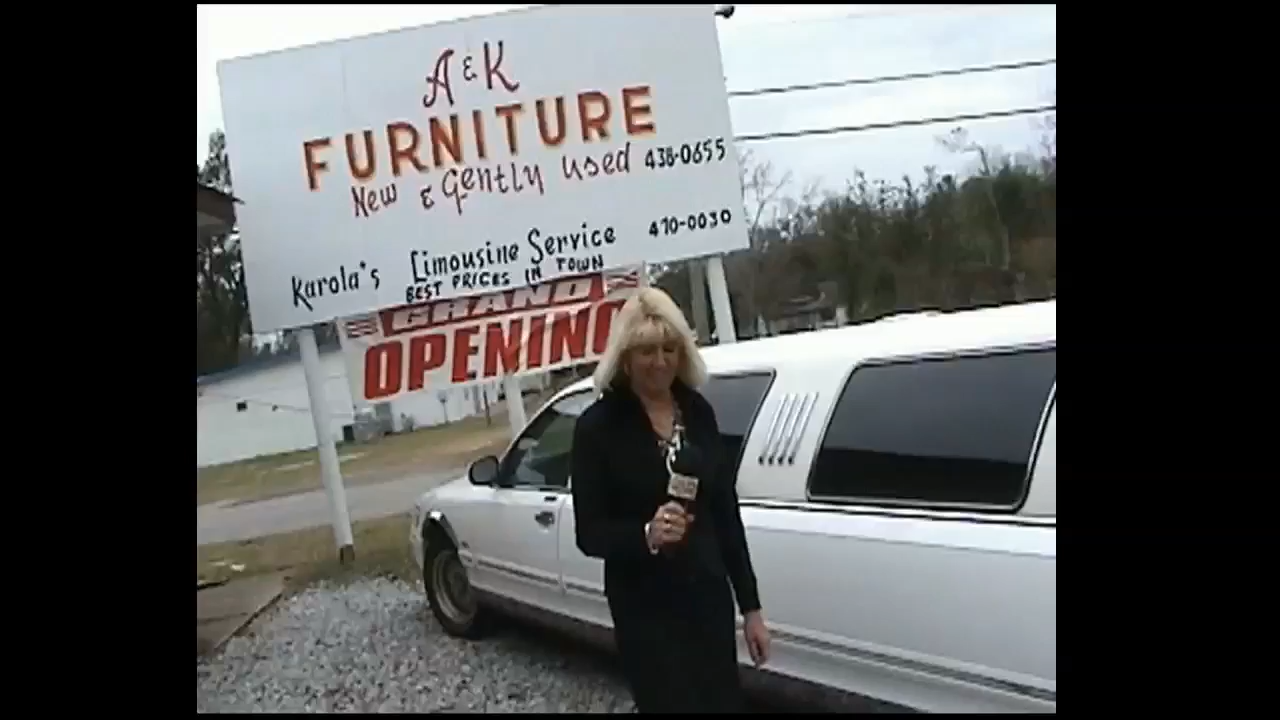 A & K
FURNITURE
New & Gently Used 438-0655
Karola's Limousine Service 470-0030
BEST PRICES IN TOWN
GRAND
OPENING